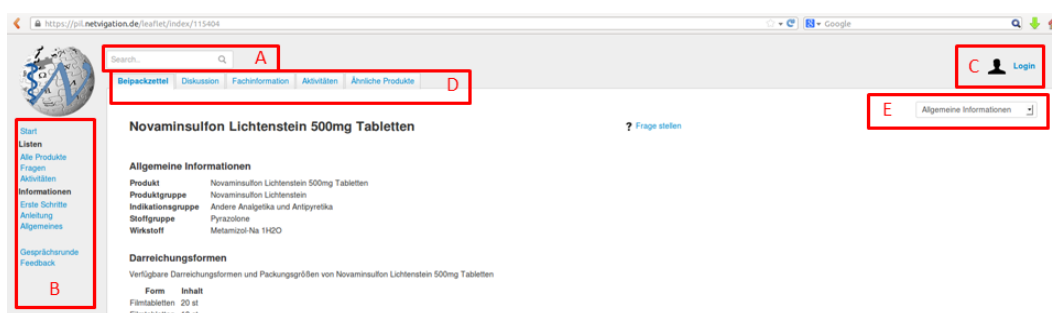 https://pil.netvigation.de/leaflet/index/115404
Google
Search..
A
C
Login
Beipackzettel Diskussion Fachinformation Aktivitäten Ähnliche Produkte
D
E
Allgemeine Informationen
Novaminsulfon Lichtenstein 500mg Tabletten
? Frage stellen
Start
Listen
Alle Produkte
Fragen
Aktivitäten
Informationen
Erste Schritte
Anleitung
Allgemeines
Gesprächsrunde
Feedback
B
Allgemeine Informationen
Produkt Novaminsulfon Lichtenstein 500mg Tabletten
Produktgruppe Novaminsulfon Lichtenstein
Indikationsgruppe Andere Analgetika und Antipyretika
Stoffgruppe Pyrazolone
Wirkstoff Metamizol-Na 1H2O
Darreichungsformen
Verfügbare Darreichungsformen und Packungsgrößen von Novaminsulfon Lichtenstein 500mg Tabletten
Form Inhalt
Filmtabletten 20 st